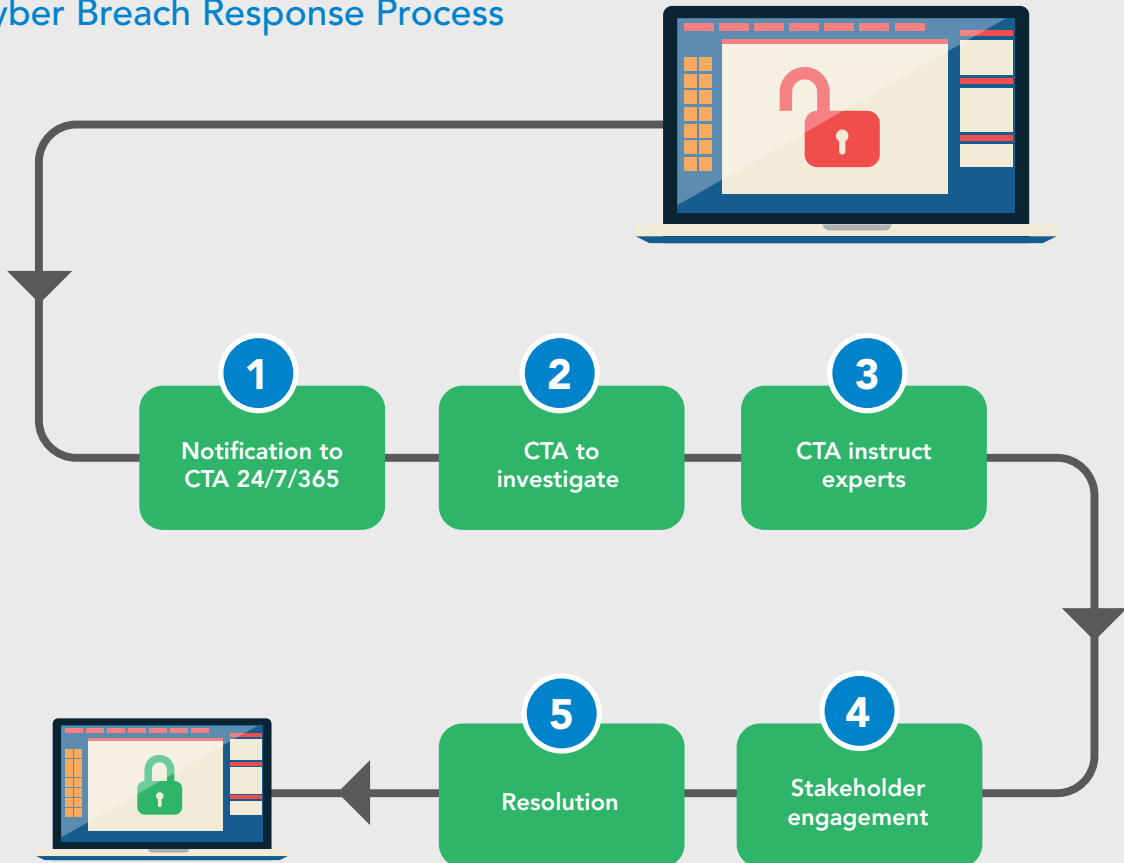 yber Breach Response Process
1
Notification to
CTA 24/7/365
2
CTA to
investigate
3
CTA instruct
experts
4
Stakeholder
engagement
5
Resolution